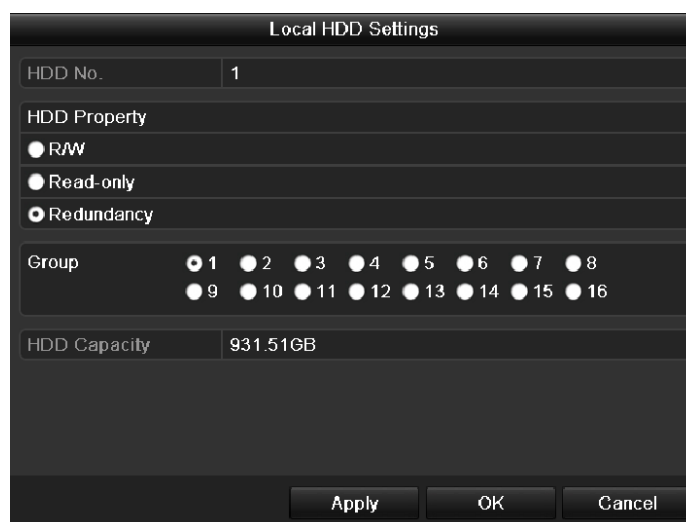 Local HDD Settings
HDD No. 1
HDD Property
R/W
Read-only
Redundancy
Group 1 2 3 4 5 6 7 8
9 10 11 12 13 14 15 16
HDD Capacity 931.51GB
Apply OK Cancel